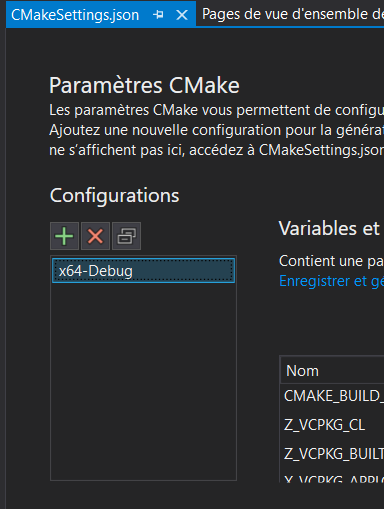 CMakeSettings.json
Pages de vue d'ensemble de
Paramètres CMake
Les paramètres CMake vous permettent de configu
Ajoutez une nouvelle configuration pour la générat
ne s'affichent pas ici, accédez à CMakeSettings.json
Configurations
Variables et
x64-Debug
Contient une pa
Enregistrer et gé
Nom
CMAKE_BUILD_
Z_VCPKG_CL
Z_VCPKG_BUILT
X_VCPKG_APPLO